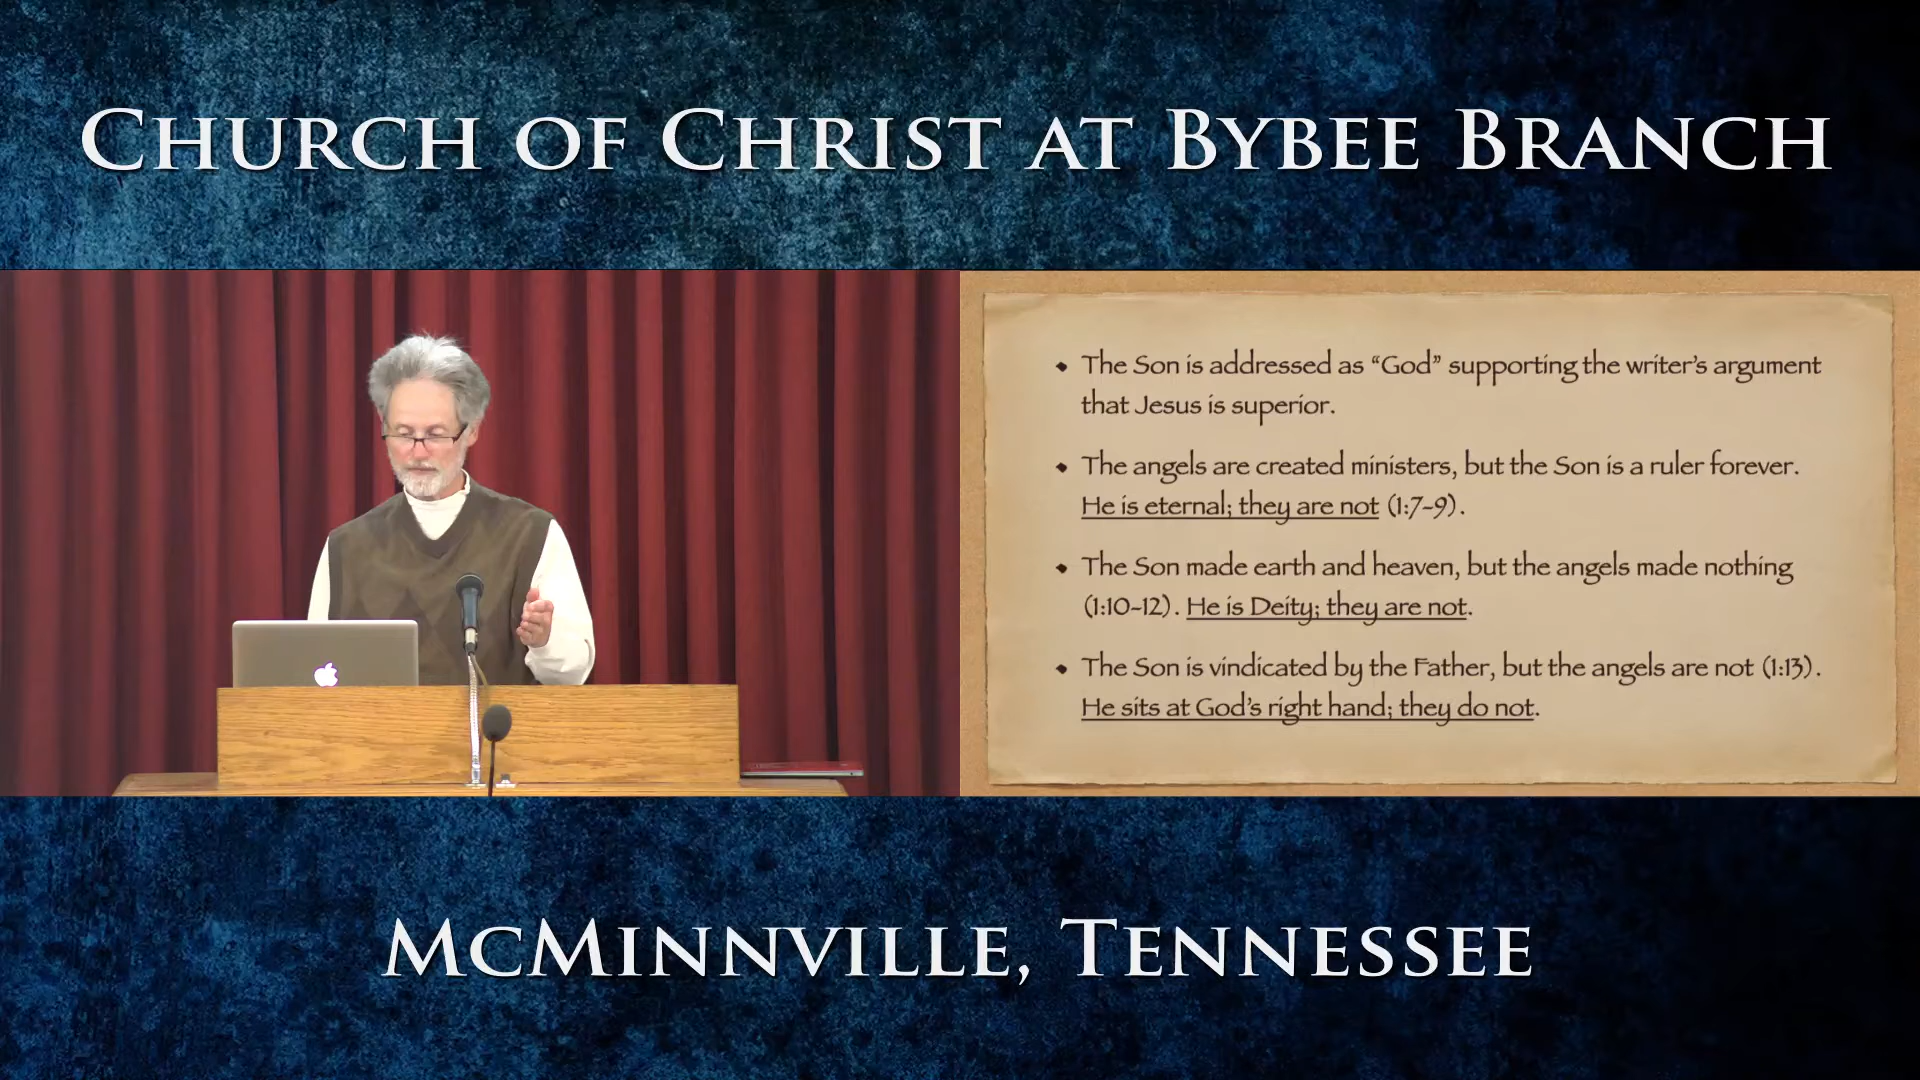 Church of Christ at Bybee Branch
• The Son is addressed as “God” supporting the writer’s argument
that Jesus is superior.
• The angels are created ministers, but the Son is a ruler forever.
He is eternal; they are not (1:7-9).
• The Son made earth and heaven, but the angels made nothing
(1:10-12). He is Deity; they are not.
• The Son is vindicated by the Father, but the angels are not (1:13).
He sits at God’s right hand; they do not.
McMinnville, Tennessee